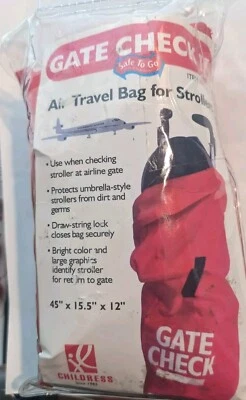 GATE CHECK
Safe To Go
Air Travel Bag for Stroller
• Use when checking
stroller at airline gate
• Protects umbrella-style
strollers from dirt and
germs
• Draw-string lock
closes bag securely
• Bright color and
large graphics
identify stroller
for return to gate
45" x 15.5" x 12"
GATE
CHECK
CHILDRESS